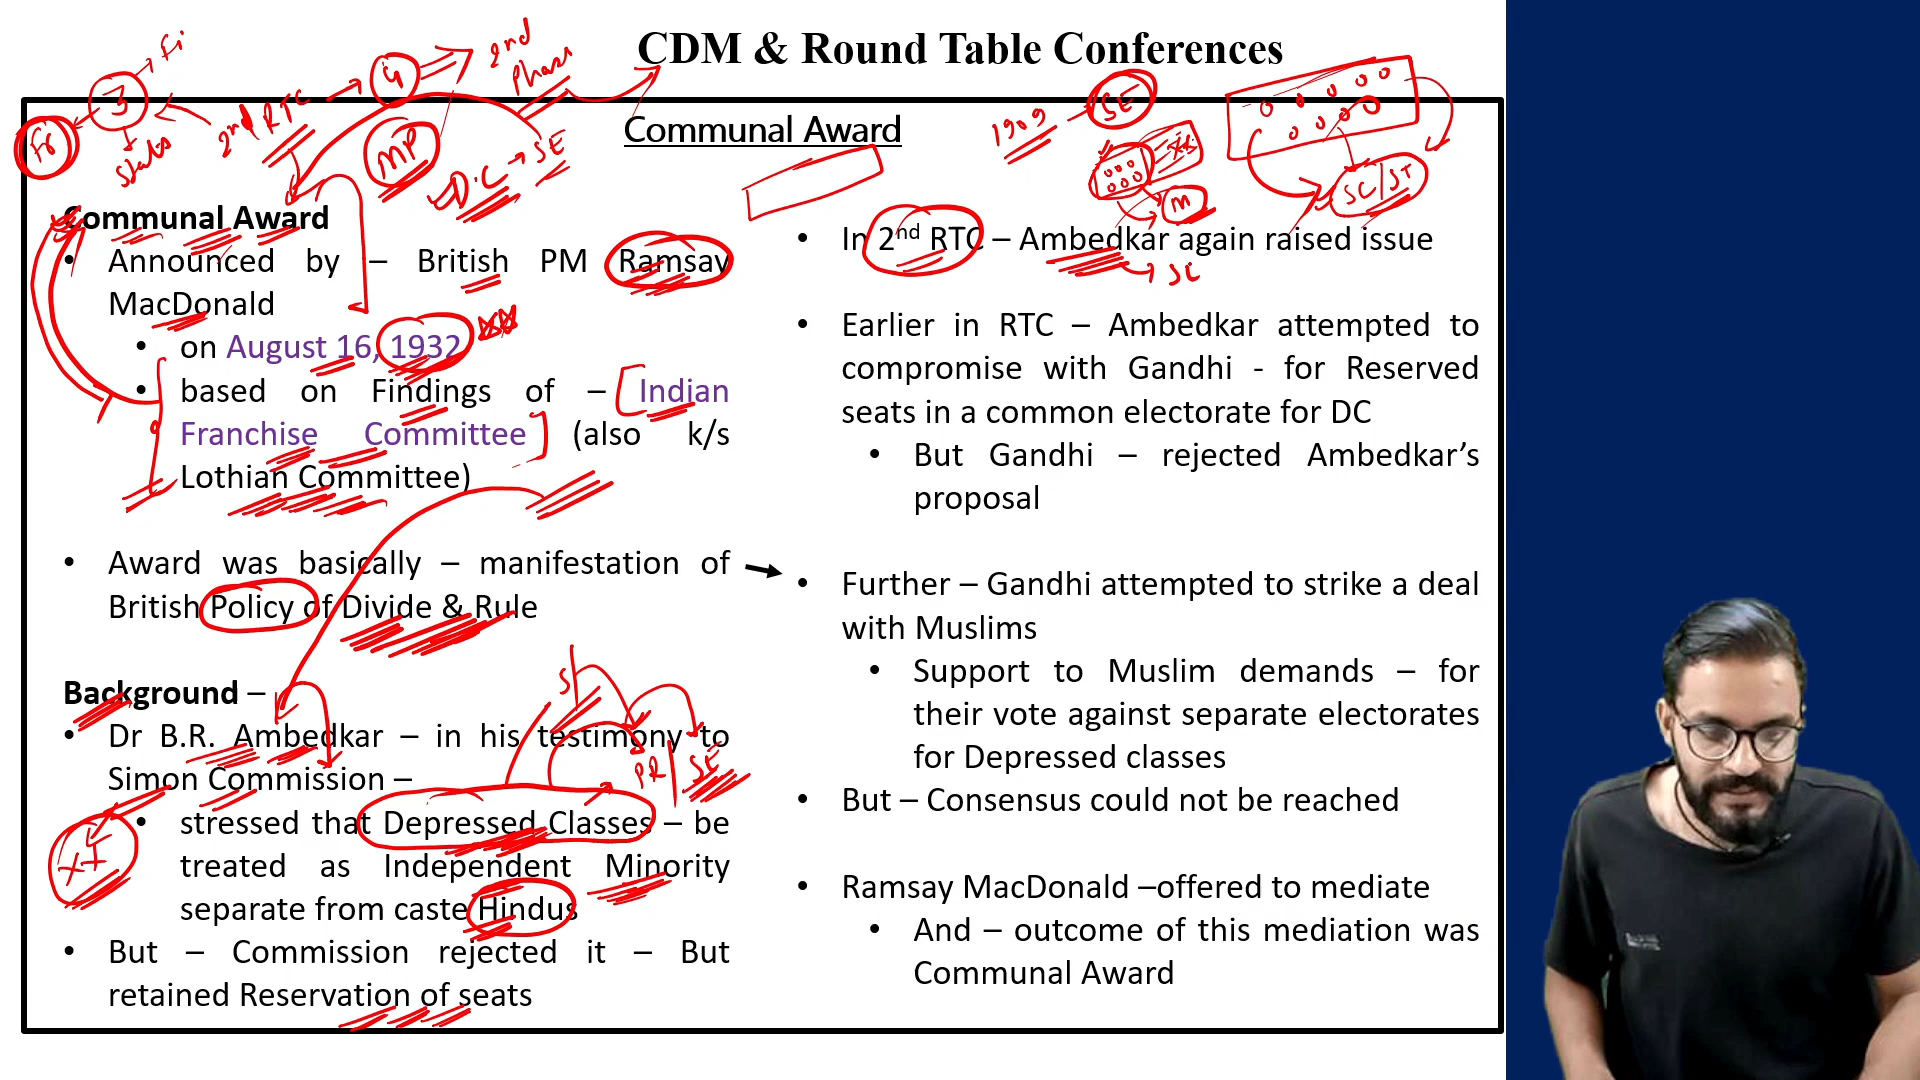 CDM & Round Table Conferences
Communal Award
3
Fi
Fr
States
2nd RTC
G
2nd
Phase
MP
D.C → SE
1909
SE
M
SC/ST
Communal Award
• Announced by – British PM Ramsay
MacDonald
• on August 16, 1932
• based on Findings of – Indian
Franchise Committee (also k/s
Lothian Committee)
• Award was basically – manifestation of
British Policy of Divide & Rule
Background –
• Dr B.R. Ambedkar – in his testimony to
Simon Commission –
PR
SE
• stressed that Depressed Classes – be
treated as Independent Minority
separate from caste Hindus
• But – Commission rejected it – But
retained Reservation of seats
• In 2nd RTC – Ambedkar again raised issue
• Earlier in RTC – Ambedkar attempted to
compromise with Gandhi - for Reserved
seats in a common electorate for DC
• But Gandhi – rejected Ambedkar’s
proposal
• Further – Gandhi attempted to strike a deal
with Muslims
• Support to Muslim demands – for
their vote against separate electorates
for Depressed classes
• But – Consensus could not be reached
• Ramsay MacDonald –offered to mediate
• And – outcome of this mediation was
Communal Award